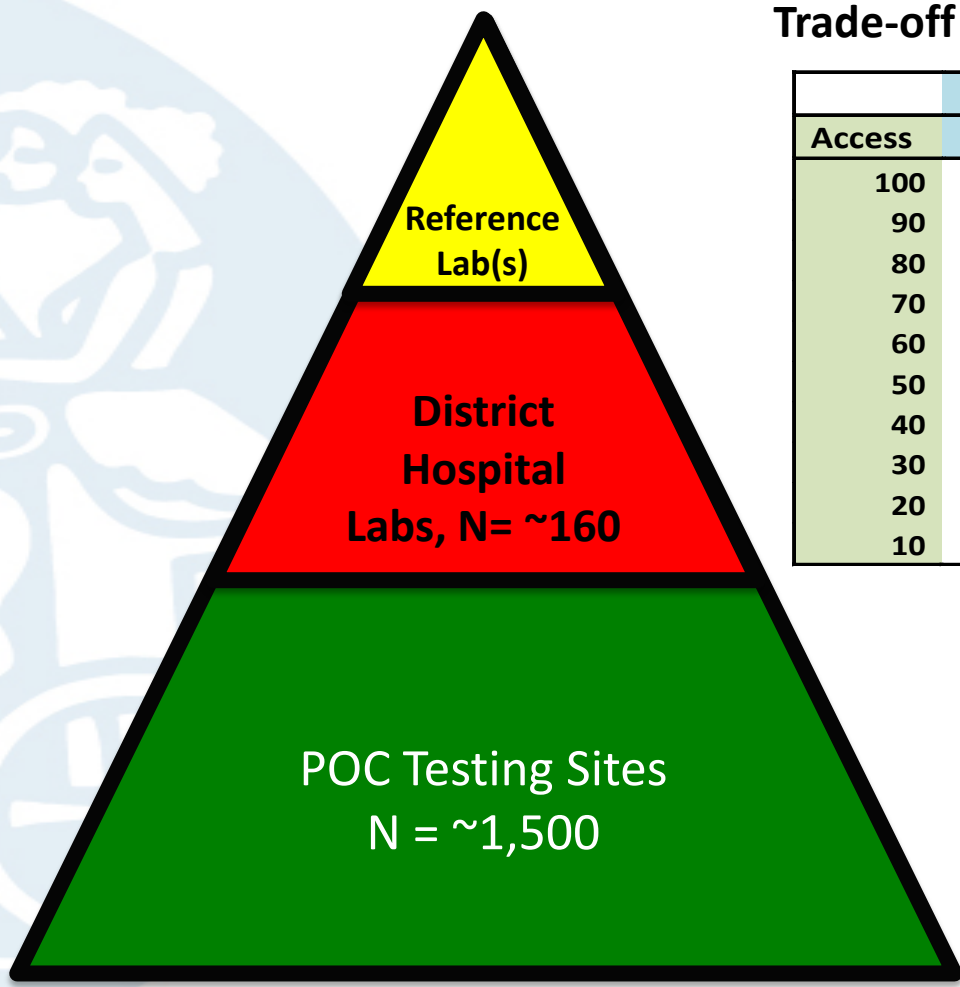 Trade-off
Access
100
90
80
70
60
50
40
30
20
10
Reference
Lab(s)
District
Hospital
Labs, N= ~160
POC Testing Sites
N = ~1,500